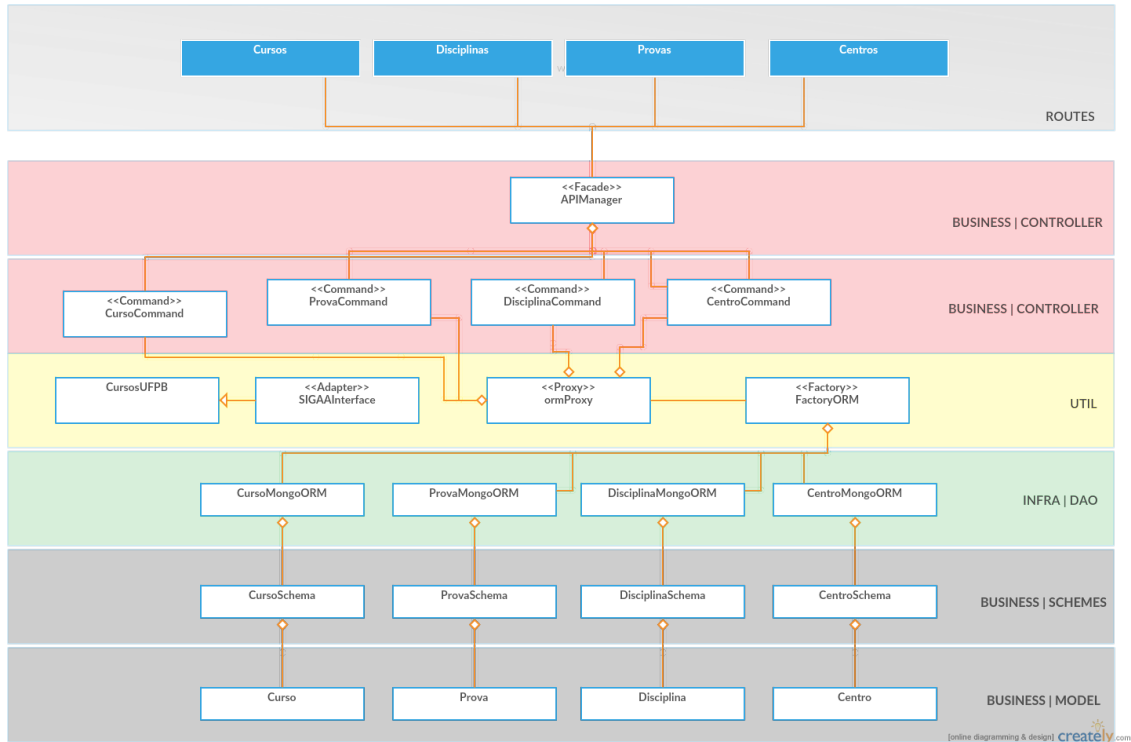 Cursos
Disciplinas
Provas
Centros
ROUTES
<<Facade>>
APIManager
BUSINESS | CONTROLLER
<<Command>>
CursoCommand
<<Command>>
ProvaCommand
<<Command>>
DisciplinaCommand
<<Command>>
CentroCommand
BUSINESS | CONTROLLER
CursosUFPB
<<Adapter>>
SIGAAInterface
<<Proxy>>
ormProxy
<<Factory>>
FactoryORM
UTIL
CursoMongoORM
ProvaMongoORM
DisciplinaMongoORM
CentroMongoORM
INFRA | DAO
CursoSchema
ProvaSchema
DisciplinaSchema
CentroSchema
BUSINESS | SCHEMES
Curso
Prova
Disciplina
Centro
BUSINESS | MODEL
[online diagramming & design] creately.com